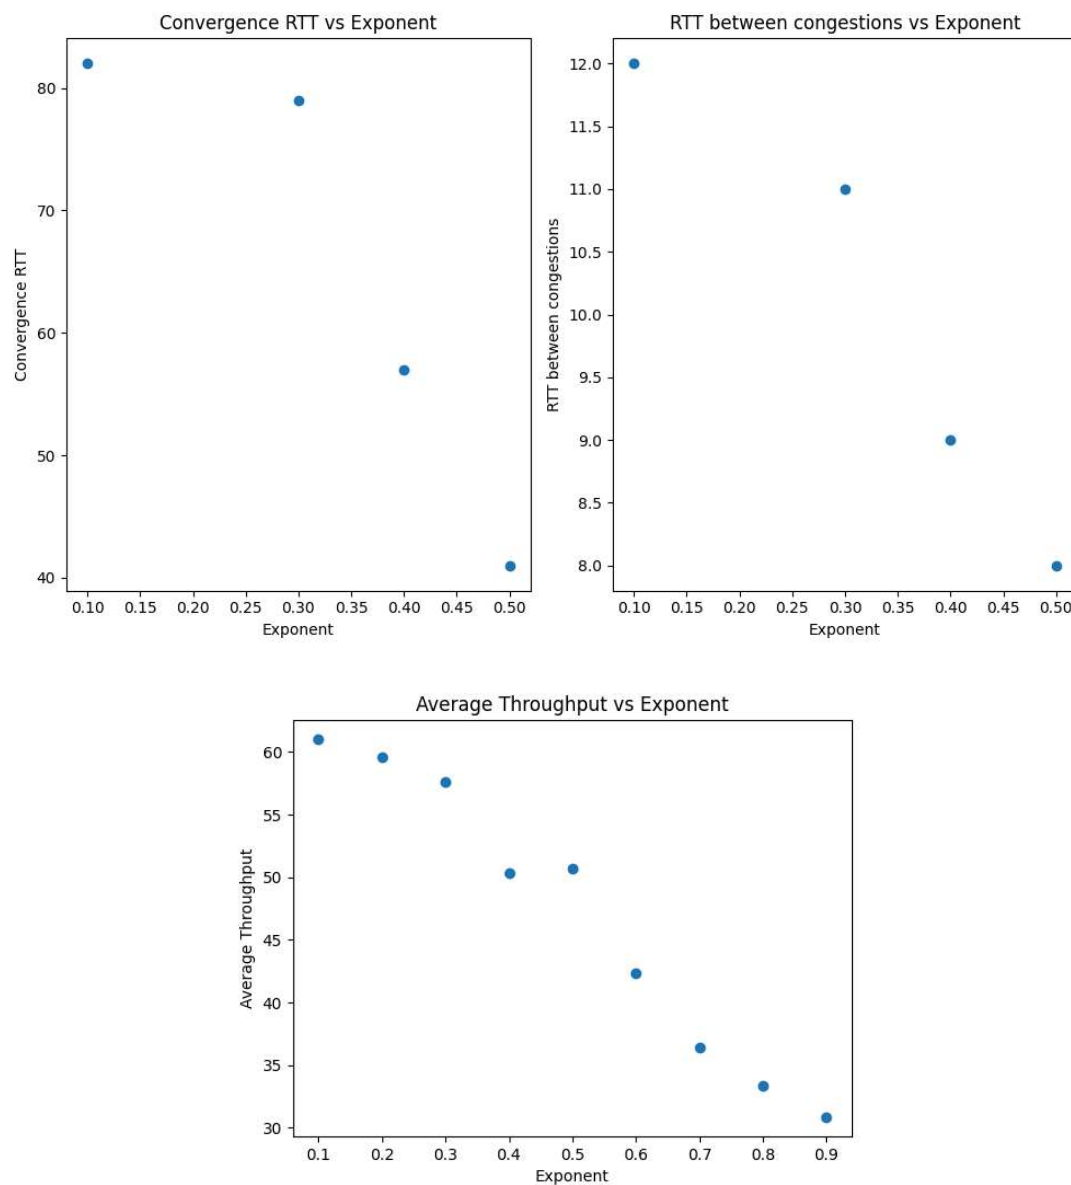 Convergence RTT vs Exponent
80
70
60
50
40
Convergence RTT
0.10 0.15 0.20 0.25 0.30 0.35 0.40 0.45 0.50
Exponent
RTT between congestions vs Exponent
12.0
11.5
11.0
10.5
10.0
9.5
9.0
8.5
8.0
RTT between congestions
0.10 0.15 0.20 0.25 0.30 0.35 0.40 0.45 0.50
Exponent
Average Throughput vs Exponent
60
55
50
45
40
35
30
Average Throughput
0.1 0.2 0.3 0.4 0.5 0.6 0.7 0.8 0.9
Exponent